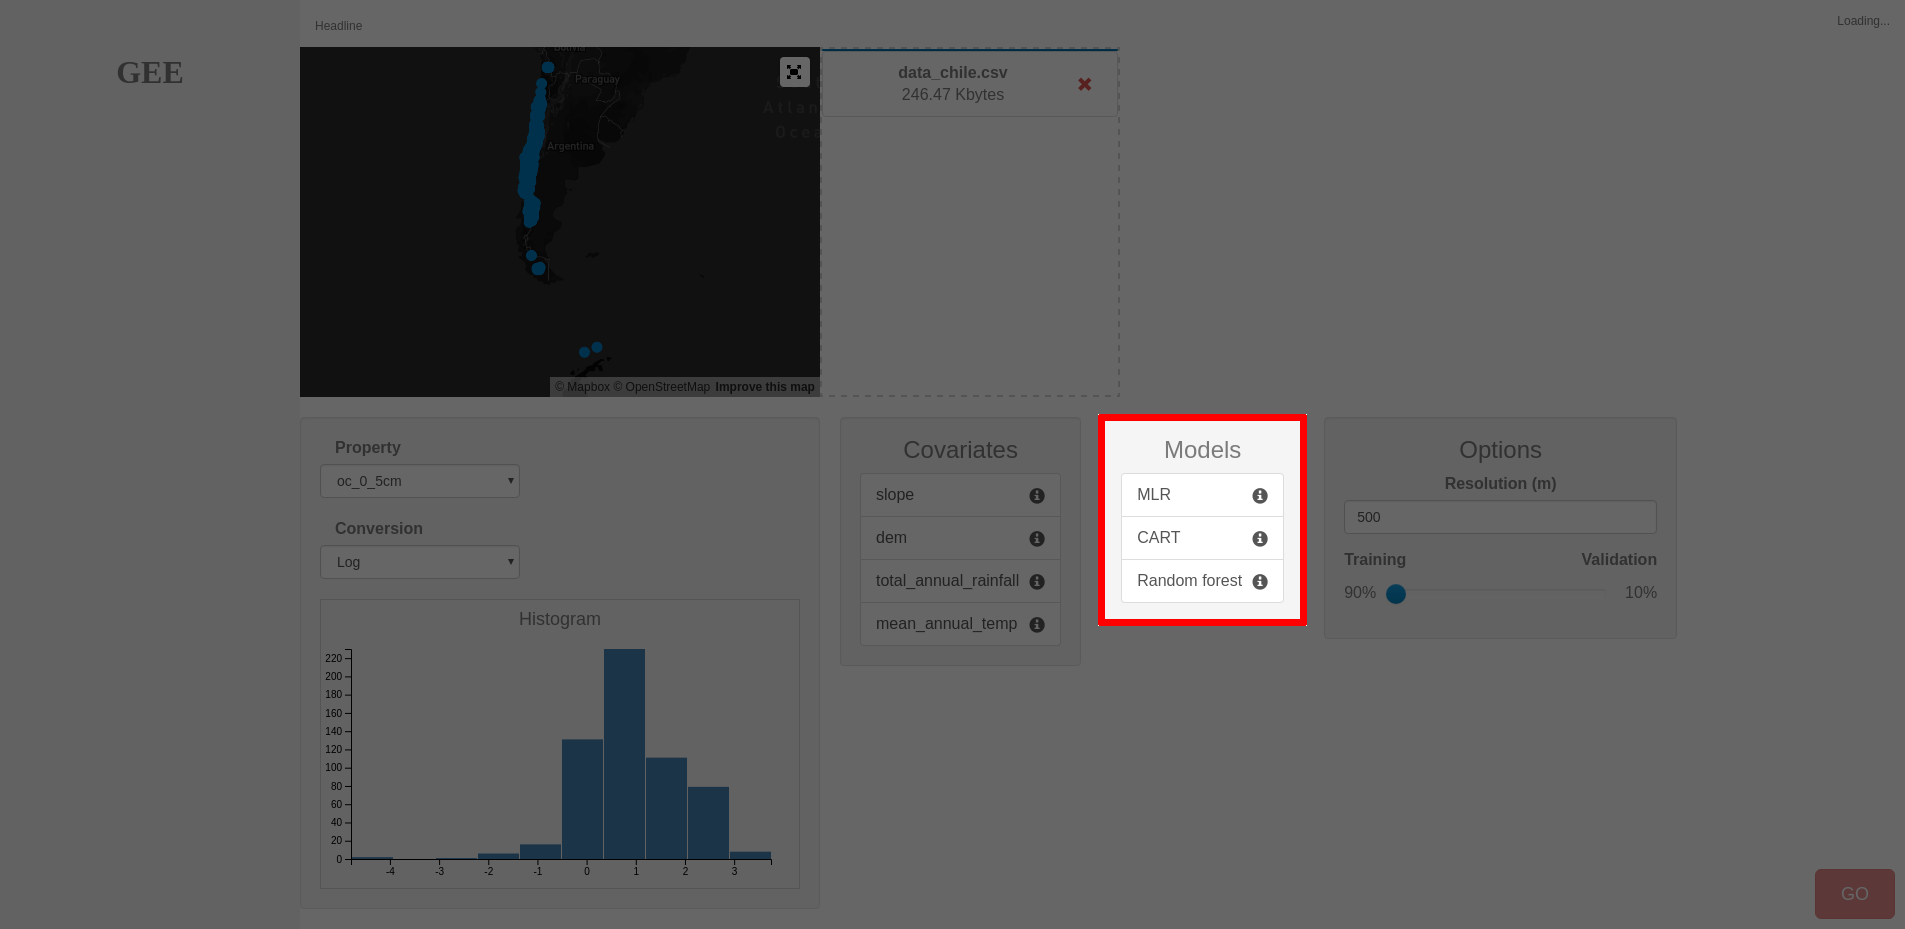 Headline
Loading...
GEE
Bolivia
Paraguay
Argentina
Atlan
Ocea
© Mapbox © OpenStreetMap Improve this map
data_chile.csv
246.47 Kbytes
Property
oc_0_5cm
Conversion
Log
Histogram
220
200
180
160
140
120
100
80
60
40
20
0
-4 -3 -2 -1 0 1 2 3
Covariates
slope
dem
total_annual_rainfall
mean_annual_temp
Models
MLR
CART
Random forest
Options
Resolution (m)
500
Training Validation
90% 10%
GO